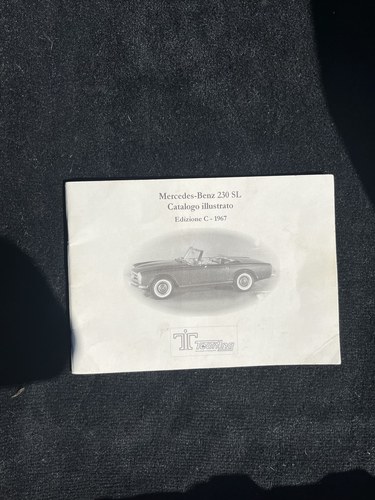 Mercedes-Benz 230 SL
Catalogo illustrato
Edizione C - 1967